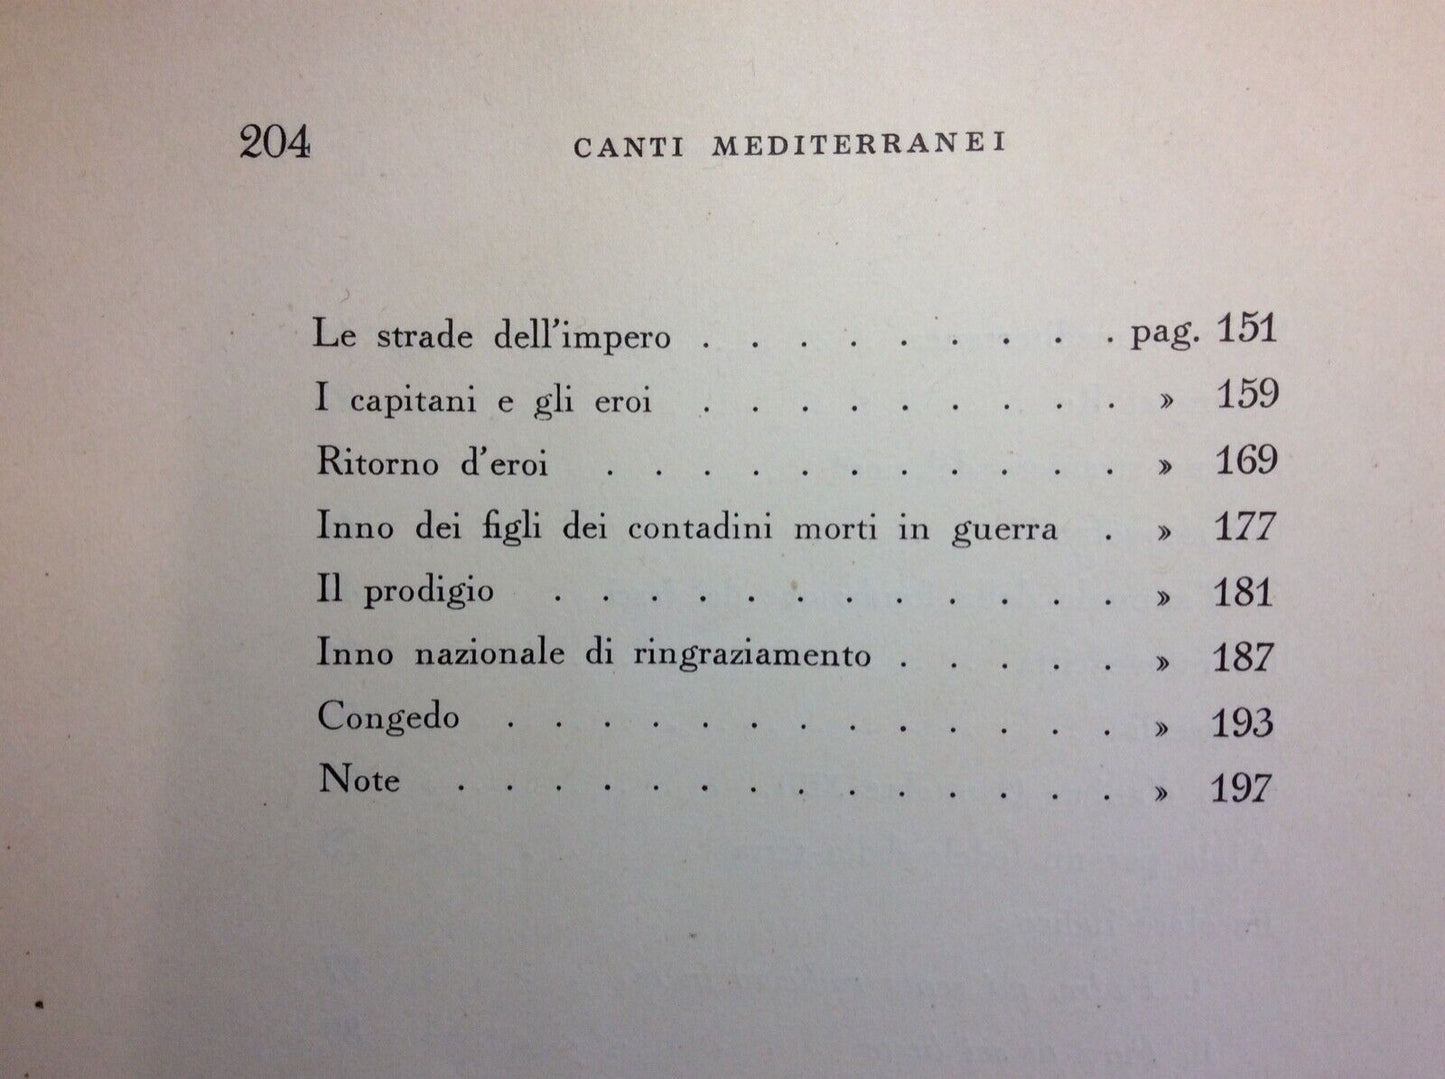 204 CANTI MEDITERRANEI
Le strade dell'impero . . . . . . . . . pag. 151
I capitani e gli eroi . . . . . . . . . » 159
Ritorno d'eroi . . . . . . . . . . . » 169
Inno dei figli dei contadini morti in guerra . » 177
Il prodigio . . . . . . . . . . . . » 181
Inno nazionale di ringraziamento . . . . . » 187
Congedo . . . . . . . . . . . . . » 193
Note . . . . . . . . . . . . . . » 197